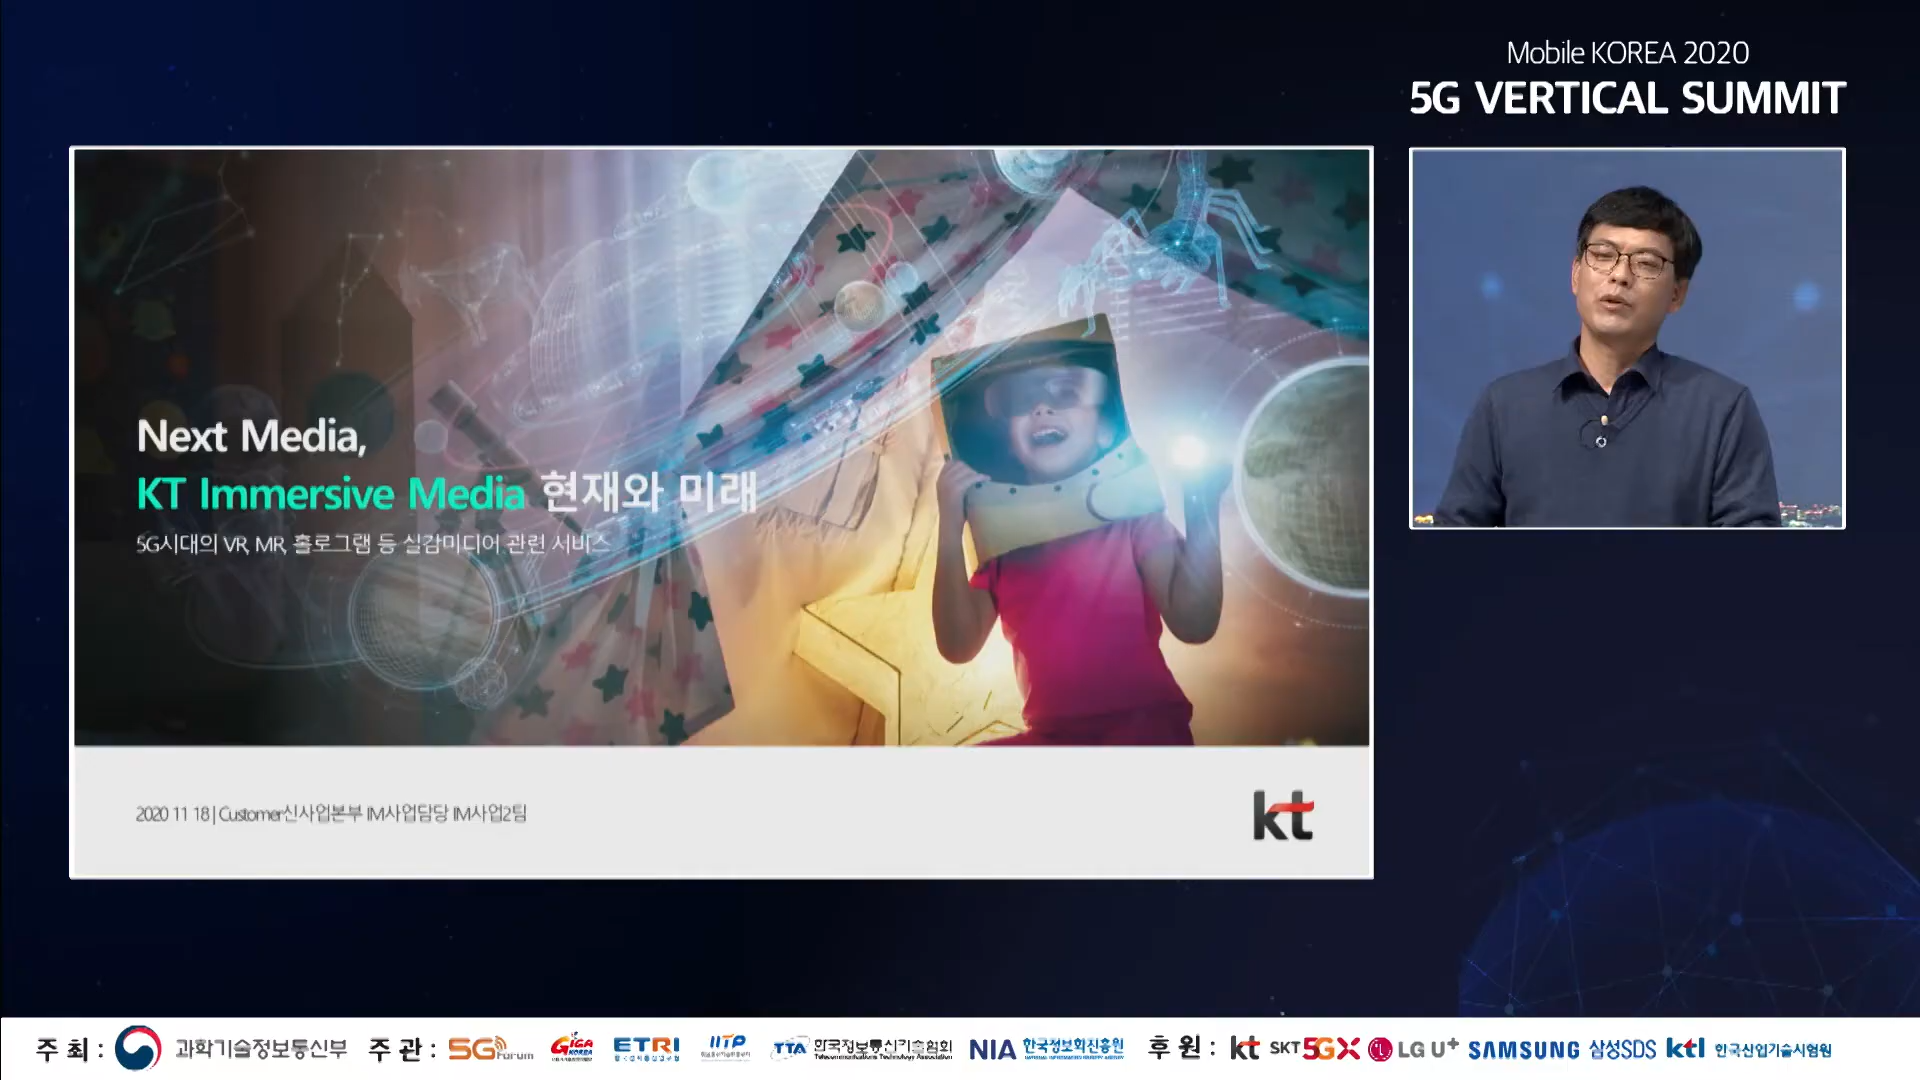 Mobile KOREA 2020
5G VERTICAL SUMMIT
Next Media,
KT Immersive Media 현재와 미래
5G시대의 VR, MR, 홀로그램 등 실감미디어 관련 서비스
2020 11 18 | Customer신사업본부 IM사업담당 IM사업2팀
kt
주 최 : 과학기술정보통신부 주 관 : 5G Forum GIGA KOREA ETRI IITP TTA 한국정보통신기술협회 Telecommunications Technology Association NIA 한국정보화진흥원 후 원 : kt SKT 5GX LG U+ SAMSUNG 삼성SDS ktl 한국산업기술시험원